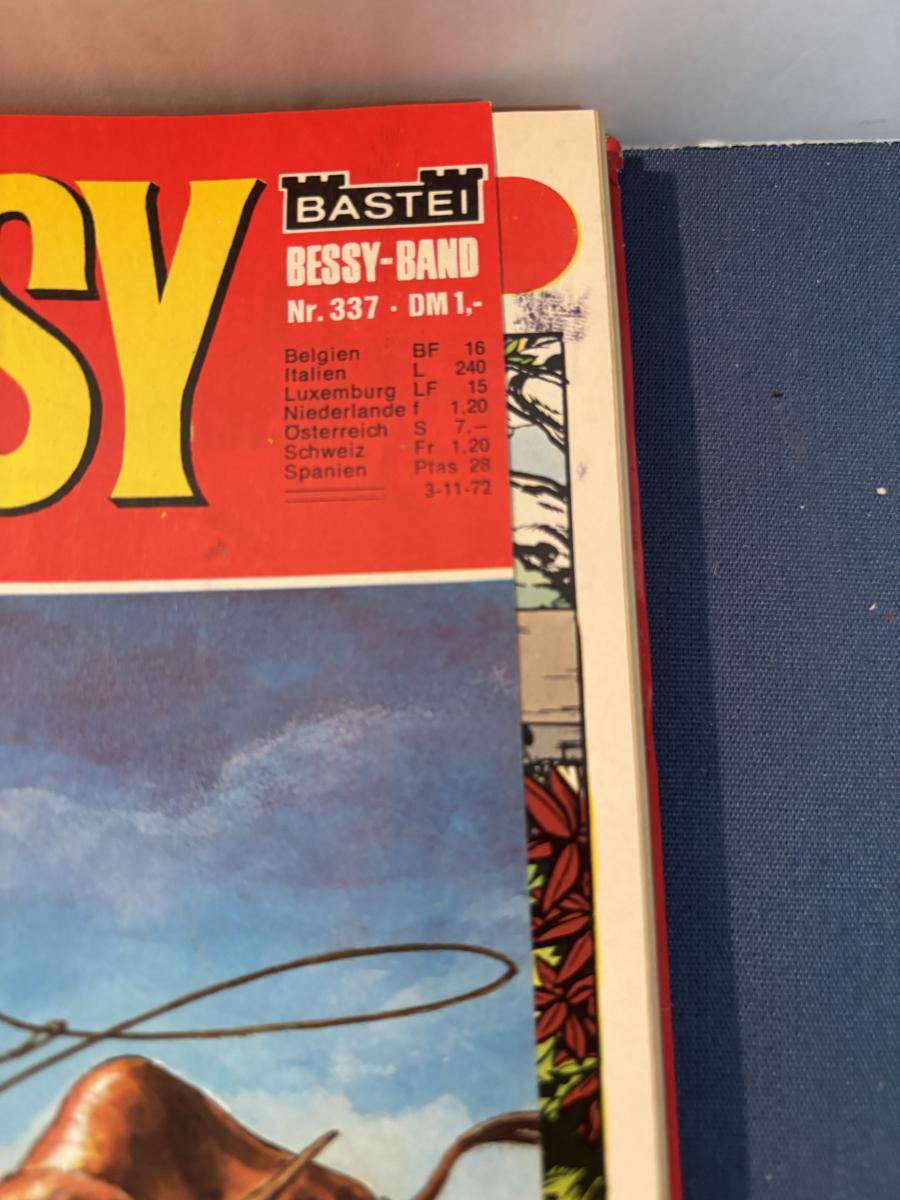 SY
BASTEI
BESSY-BAND
Nr. 337 · DM 1,-
Belgien BF 16
Italien L 240
Luxemburg LF 15
Niederlande f 1,20
Österreich S 7,–
Schweiz Fr 1,20
Spanien Ptas 28
3-11-72